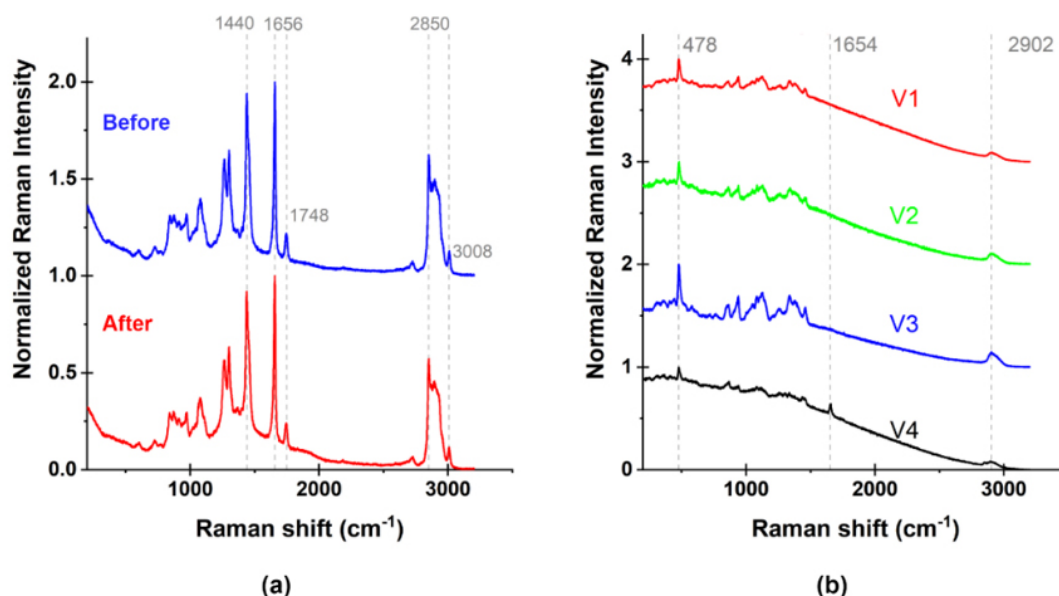 1440 1656 2850
2.0
1.5
1.0
0.5
0.0
Normalized Raman Intensity
Before
After
1748
3008
1000 2000 3000
Raman shift (cm⁻¹)
(a)
478 1654 2902
4
3
2
1
0
Normalized Raman Intensity
V1
V2
V3
V4
1000 2000 3000
Raman shift (cm⁻¹)
(b)